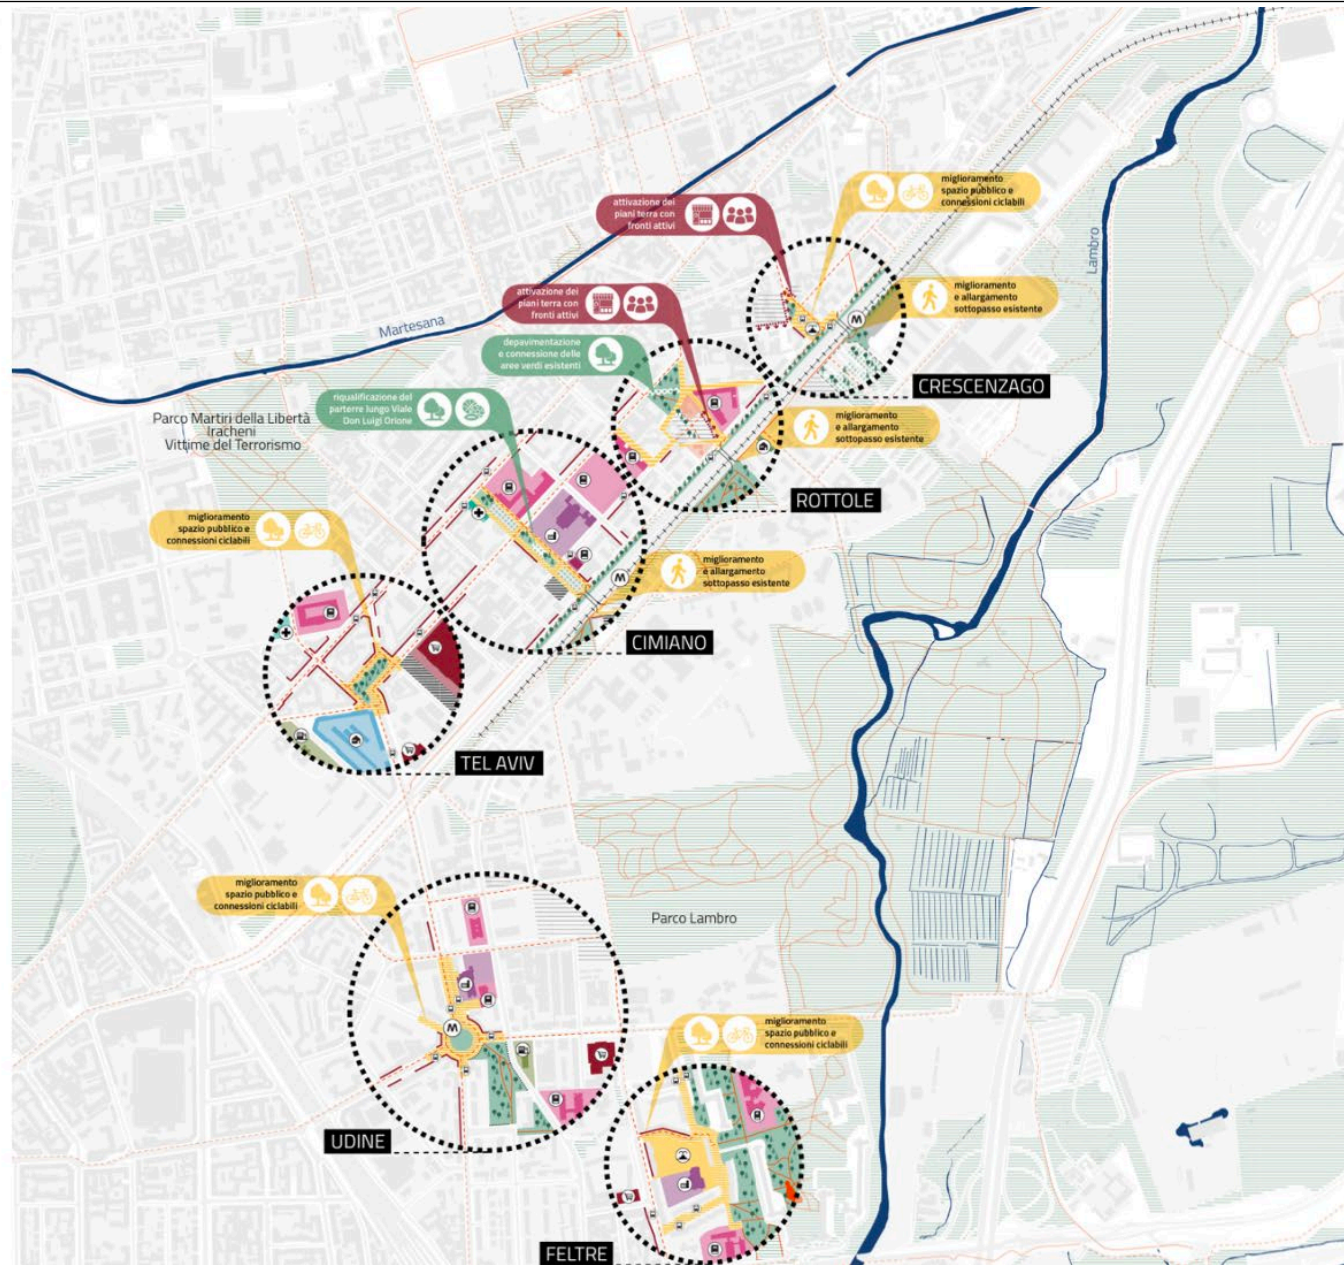 miglioramento
spazio pubblico e
connessioni ciclabili
attivazione dei
piani terra con
fronti attivi
Lambro
miglioramento
e allargamento
sottopasso esistente
M
attivazione dei
piani terra con
fronti attivi
Martesana
depavimentazione
e connessione delle
aree verdi esistenti
CRESCENZAGO
riqualificazione del
parterre lungo Viale
Don Luigi Orione
Parco Martiri della Libertà
Iracheni
Vittime del Terrorismo
miglioramento
e allargamento
sottopasso esistente
ROTTOLE
miglioramento
spazio pubblico e
connessioni ciclabili
miglioramento
e allargamento
sottopasso esistente
M
CIMIANO
TEL AVIV
miglioramento
spazio pubblico e
connessioni ciclabili
Parco Lambro
M
miglioramento
spazio pubblico e
connessioni ciclabili
UDINE
FELTRE